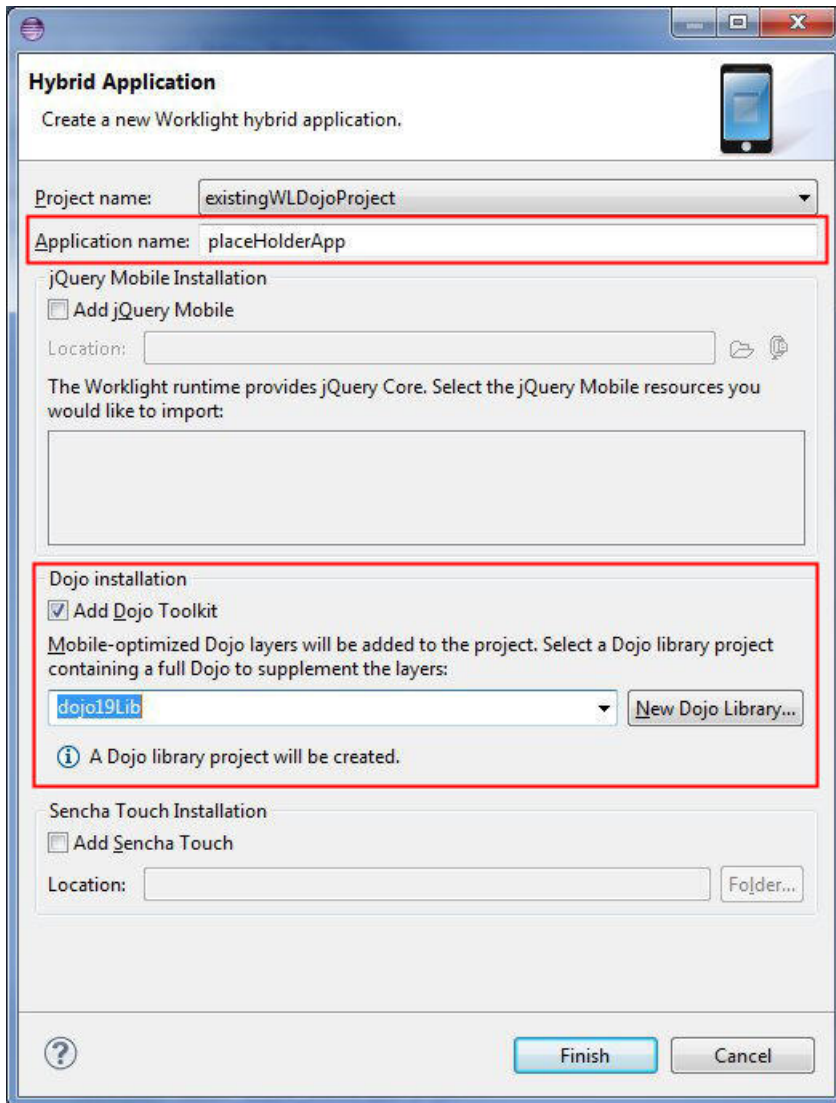 Hybrid Application
Create a new Worklight hybrid application.
Project name: existingWLDojoProject
Application name: placeHolderApp
jQuery Mobile Installation
Add jQuery Mobile
Location:
The Worklight runtime provides jQuery Core. Select the jQuery Mobile resources you
would like to import:
Dojo installation
Add Dojo Toolkit
Mobile-optimized Dojo layers will be added to the project. Select a Dojo library project
containing a full Dojo to supplement the layers:
dojo19Lib New Dojo Library...
A Dojo library project will be created.
Sencha Touch Installation
Add Sencha Touch
Location: Folder...
Finish Cancel